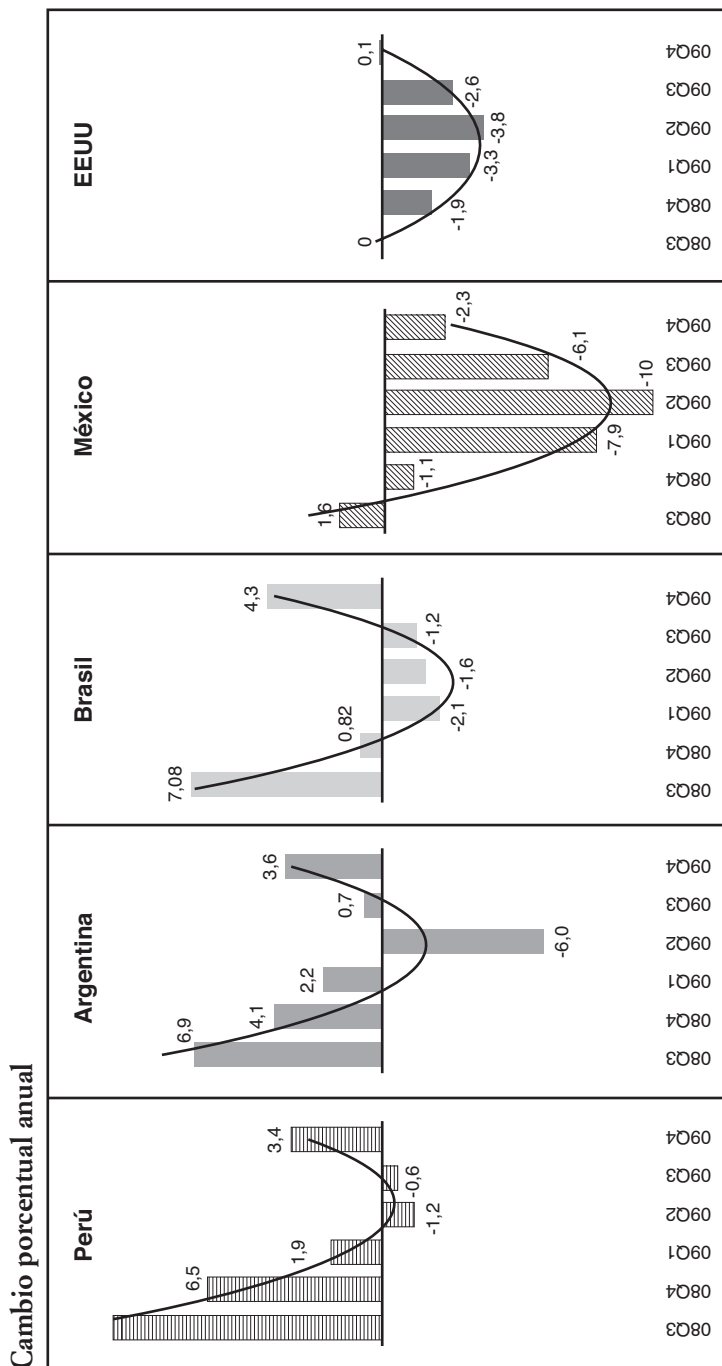 Cambio porcentual anual
Perú
6,5
1,9
-1,2
-0,6
3,4
08Q3
08Q4
09Q1
09Q2
09Q3
09Q4
Argentina
6,9
4,1
2,2
-6,0
0,7
3,6
08Q3
08Q4
09Q1
09Q2
09Q3
09Q4
Brasil
7,08
0,82
-2,1
-1,6
-1,2
4,3
08Q3
08Q4
09Q1
09Q2
09Q3
09Q4
México
1,6
-1,1
-7,9
-10
-6,1
-2,3
08Q3
08Q4
09Q1
09Q2
09Q3
09Q4
EEUU
0
-1,9
-3,3
-3,8
-2,6
0,1
08Q3
08Q4
09Q1
09Q2
09Q3
09Q4